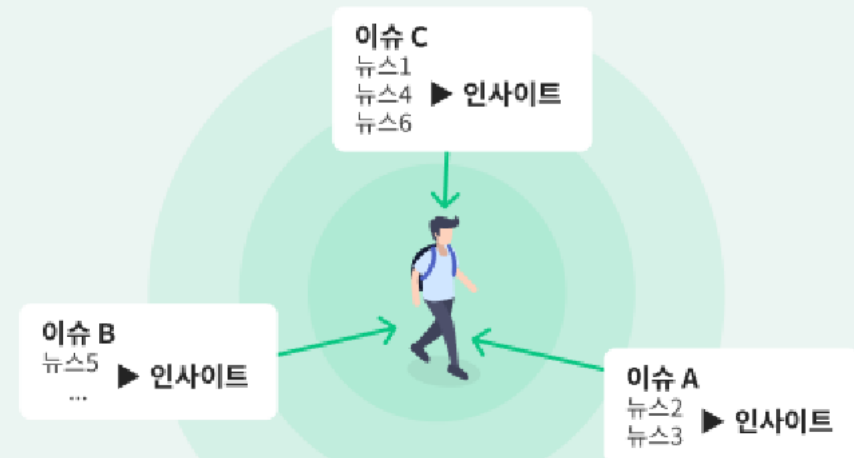 이슈 C
뉴스1
뉴스4 ▶ 인사이트
뉴스6
이슈 B
뉴스5
▶ 인사이트
...
이슈 A
뉴스2
▶ 인사이트
뉴스3